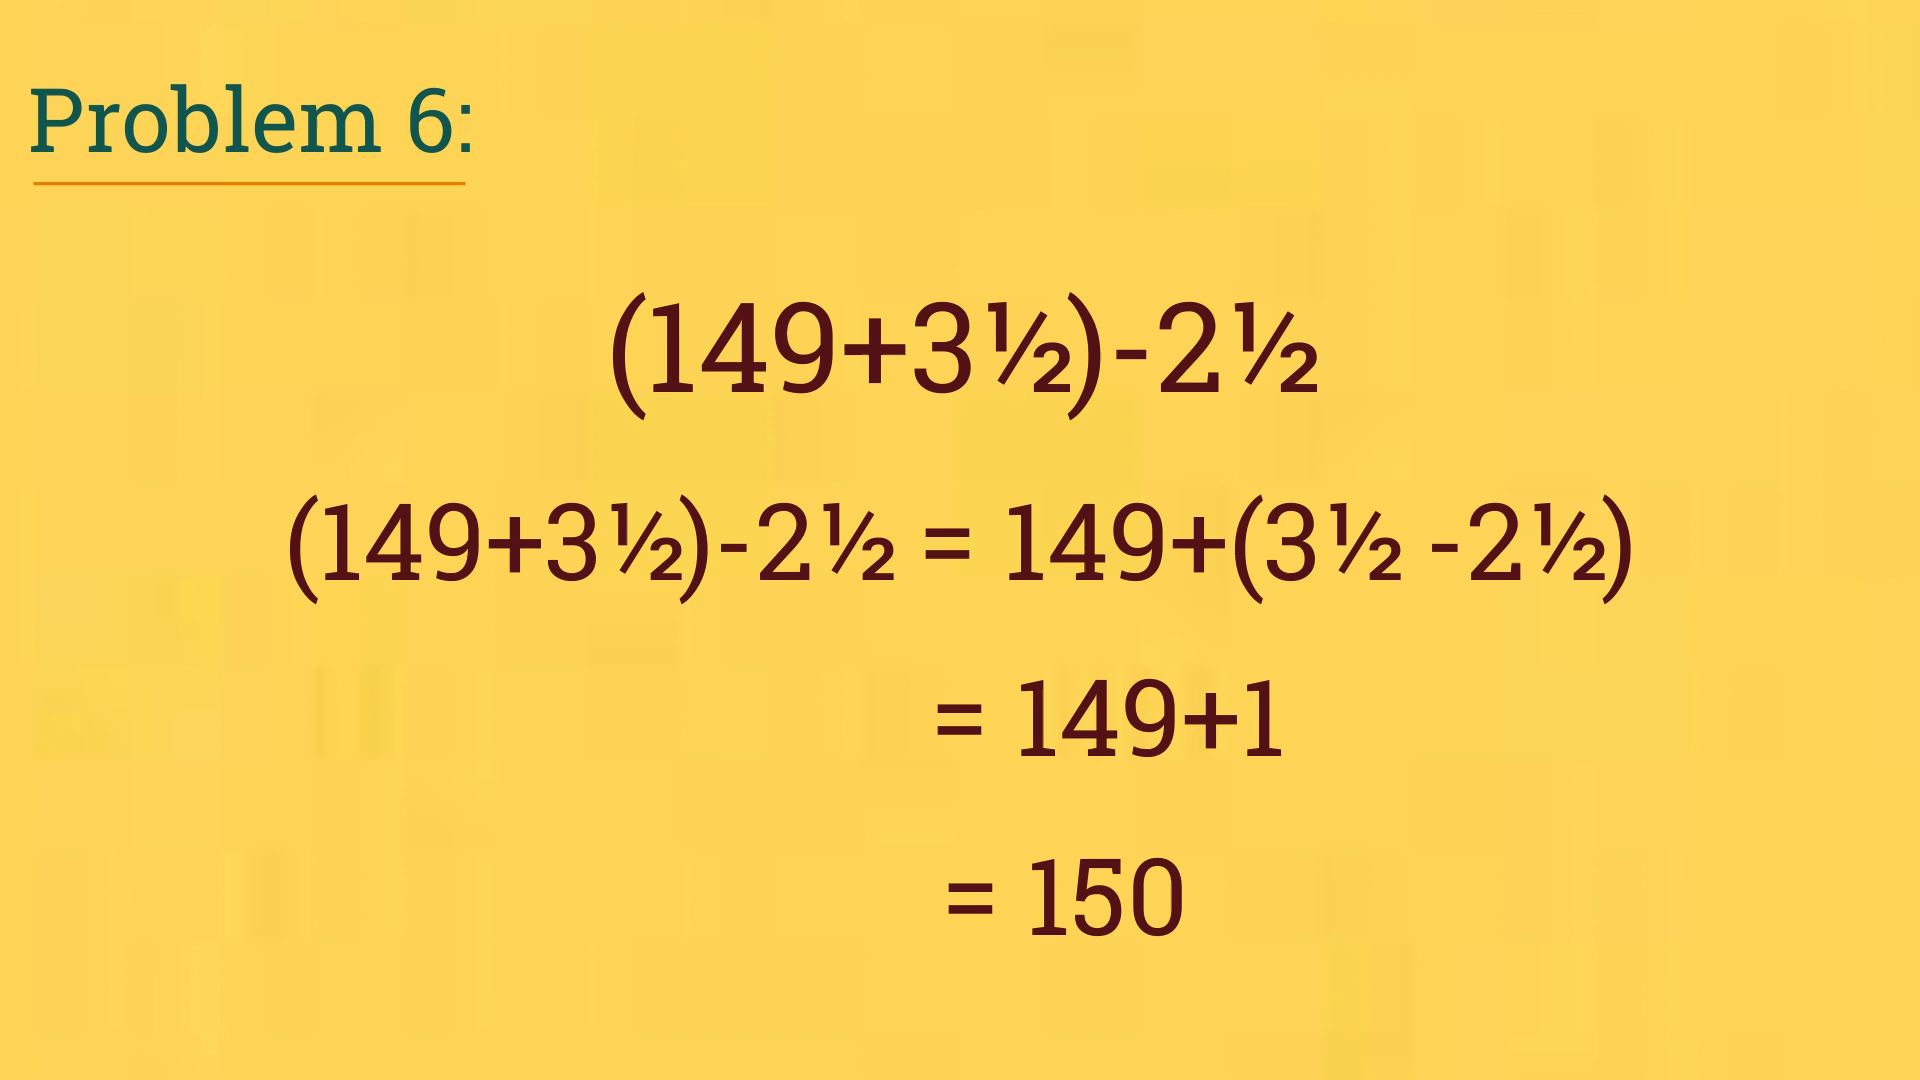 Problem 6:
(149+3½)-2½
(149+3½)-2½ = 149+(3½ -2½)
= 149+1
= 150